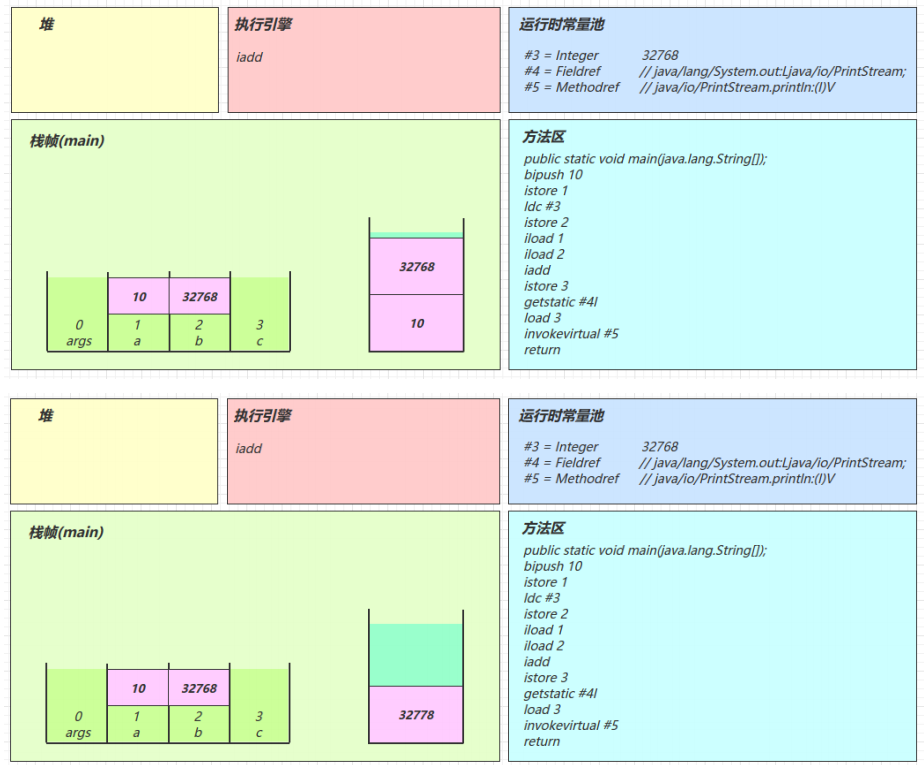 堆
执行引擎
iadd
运行时常量池
#3 = Integer 32768
#4 = Fieldref // java/lang/System.out:Ljava/io/PrintStream;
#5 = Methodref // java/io/PrintStream.println:(I)V
栈帧(main)
32768
10
10 32768
0 1 2 3
args a b c
方法区
public static void main(java.lang.String[]);
bipush 10
istore 1
ldc #3
istore 2
iload 1
iload 2
iadd
istore 3
getstatic #4I
load 3
invokevirtual #5
return
堆
执行引擎
iadd
运行时常量池
#3 = Integer 32768
#4 = Fieldref // java/lang/System.out:Ljava/io/PrintStream;
#5 = Methodref // java/io/PrintStream.println:(I)V
栈帧(main)
10 32768
0 1 2 3
args a b c
32778
方法区
public static void main(java.lang.String[]);
bipush 10
istore 1
ldc #3
istore 2
iload 1
iload 2
iadd
istore 3
getstatic #4I
load 3
invokevirtual #5
return